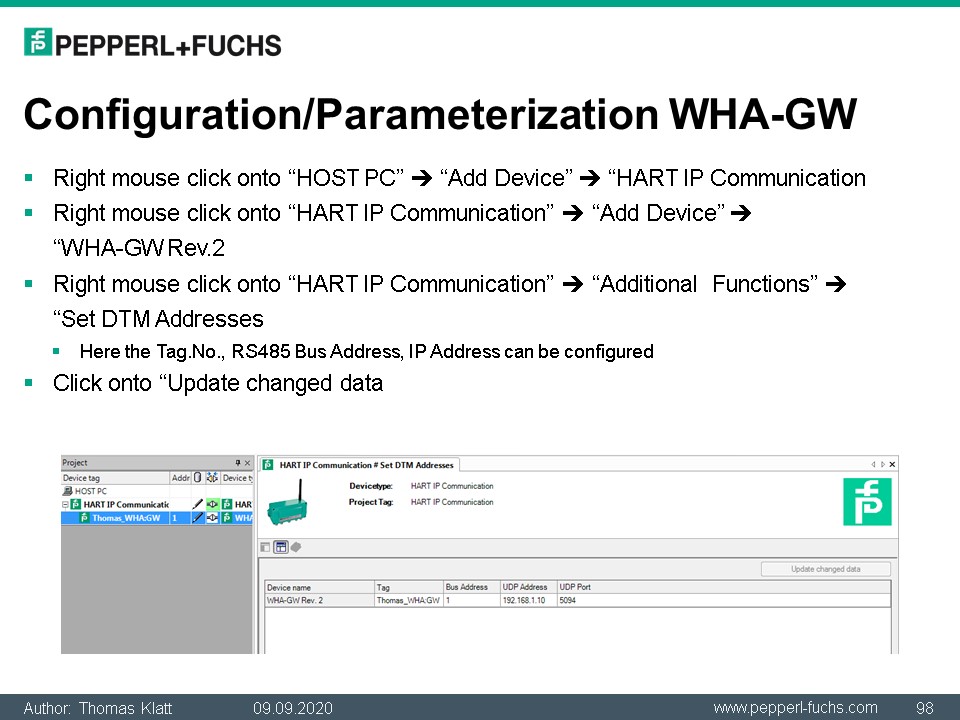 PEPPERL+FUCHS
Configuration/Parameterization WHA-GW
Right mouse click onto “HOST PC” ➔ “Add Device” ➔ “HART IP Communication
Right mouse click onto “HART IP Communication” ➔ “Add Device” ➔
“WHA-GW Rev.2
Right mouse click onto “HART IP Communication” ➔ “Additional Functions” ➔
“Set DTM Addresses
Here the Tag.No., RS485 Bus Address, IP Address can be configured
Click onto “Update changed data
Project
Device tag Addr Device ty
HOST PC
HART IP Communicatic HAR
Thomas_WHA:GW 1 WHA
HART IP Communication # Set DTM Addresses
Devicetype: HART IP Communication
Project Tag: HART IP Communication
Update changed data
Device name Tag Bus Address UDP Address UDP Port
WHA-GW Rev. 2 Thomas_WHA:GW 1 192.168.1.10 5094
Author: Thomas Klatt 09.09.2020 www.pepperl-fuchs.com 98